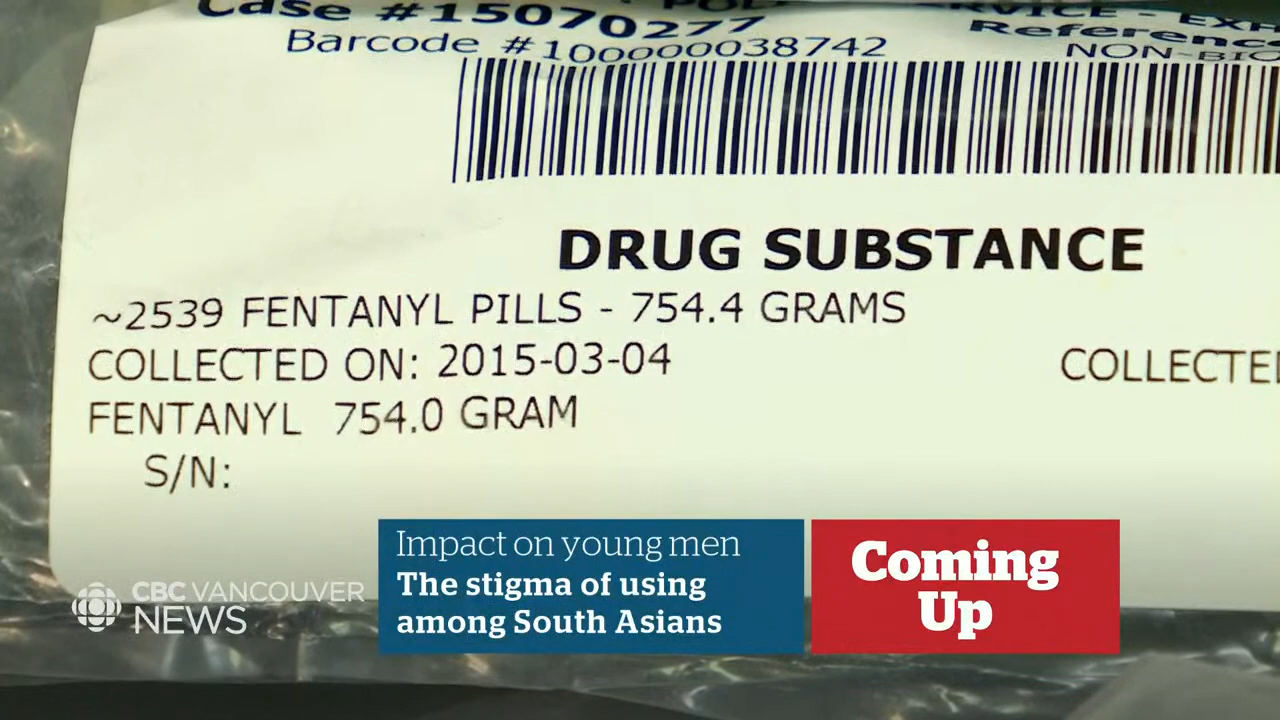 Case #15070277
SERVICE - EXH
Barcode #100000038742
Reference
NON-BIO
DRUG SUBSTANCE
~2539 FENTANYL PILLS - 754.4 GRAMS
COLLECTED ON: 2015-03-04
COLLECTED
FENTANYL 754.0 GRAM
S/N:
Impact on young men
The stigma of using
among South Asians
Coming
Up
CBC VANCOUVER
NEWS